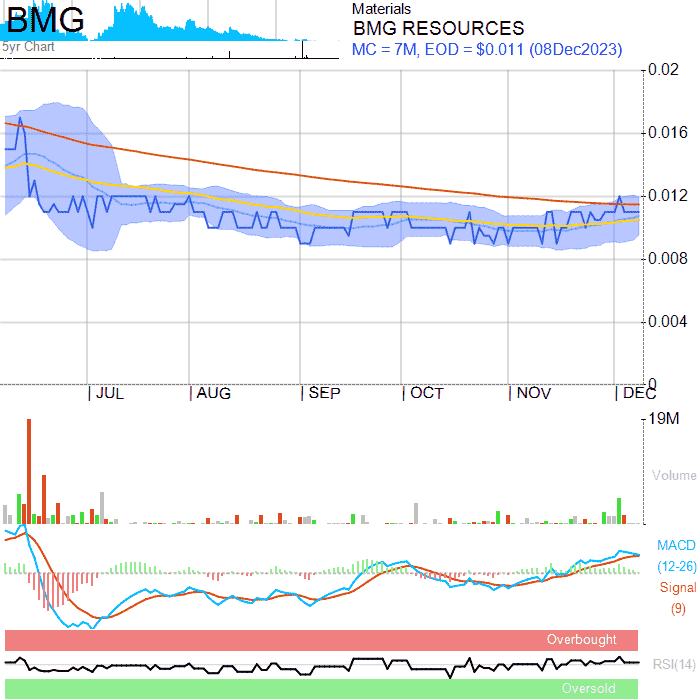 BMG
5yr Chart
Materials
BMG RESOURCES
MC = 7M, EOD = $0.011 (08Dec2023)
0.02
0.016
0.012
0.008
0.004
0
JUL AUG SEP OCT NOV DEC
19M
Volume
MACD
(12-26)
Signal
(9)
Overbought
RSI(14)
Oversold